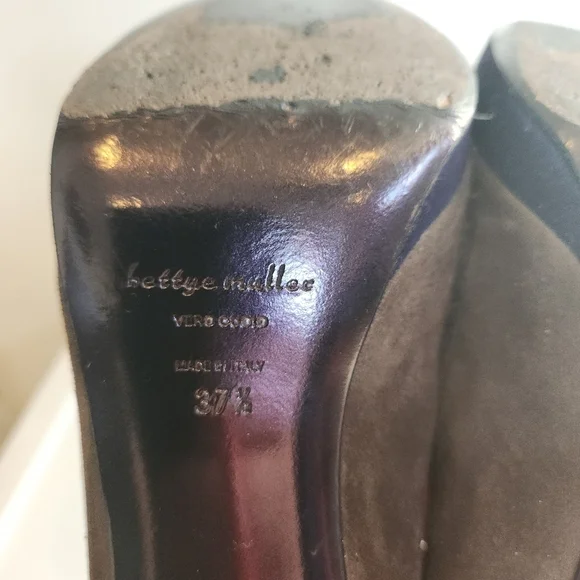 bettye muller
VERO CUOIO
MADE IN ITALY
37½